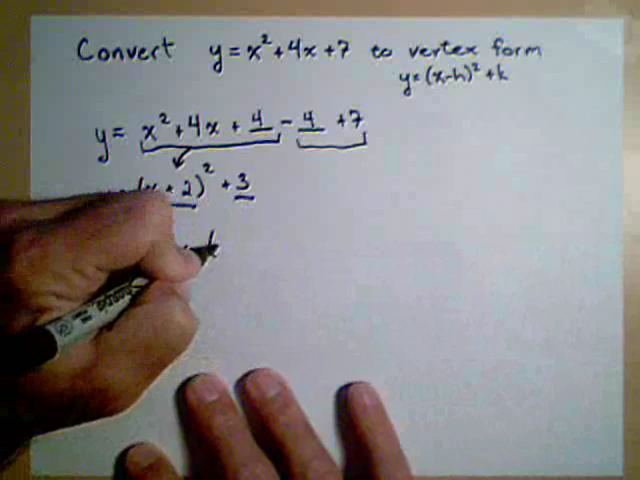 Convert y = x² + 4x + 7 to vertex form
y = (x - h)² + k
y = x² + 4x + 4 - 4 + 7
+ 2)² + 3
k